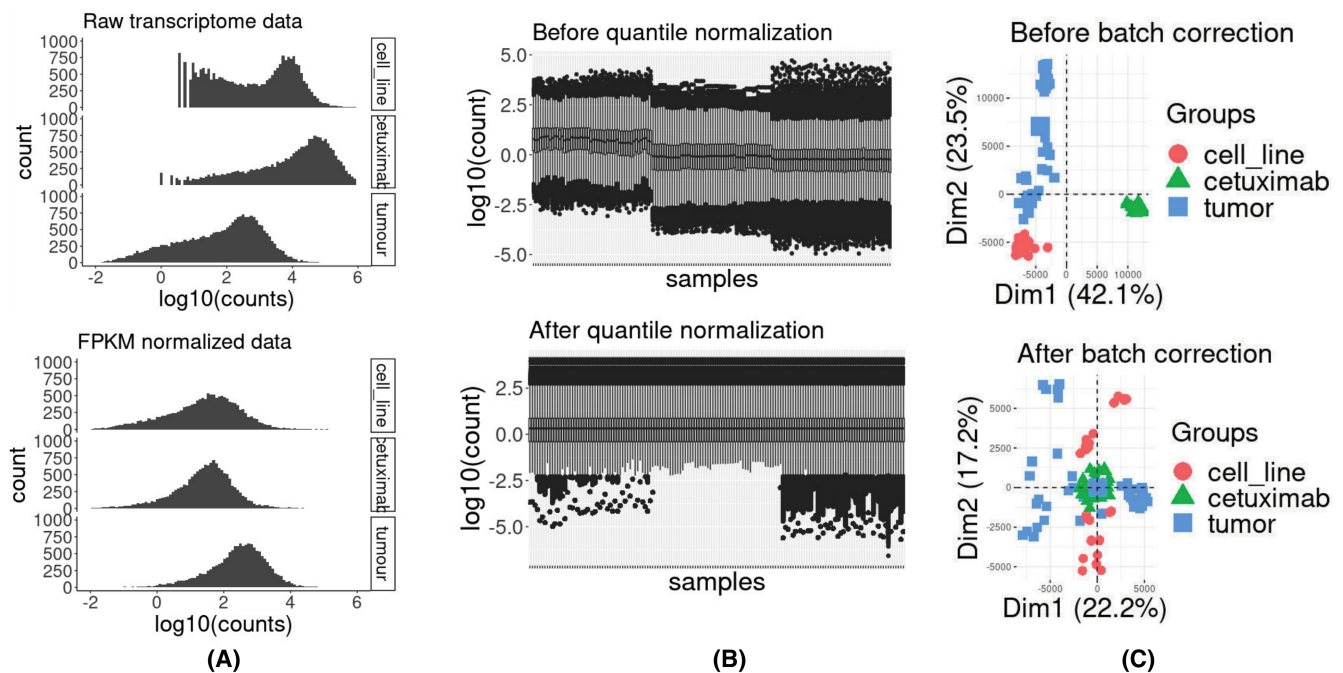 Raw transcriptome data
1000
750
500
250
0
cell_line
1000
750
500
250
0
cetuximab
1000
750
500
250
0
tumour
count
-2 0 2 4 6
log10(counts)
FPKM normalized data
1000
750
500
250
0
cell_line
1000
750
500
250
0
cetuximab
1000
750
500
250
0
tumour
count
-2 0 2 4 6
log10(counts)
(A)
Before quantile normalization
5.0
2.5
0.0
-2.5
-5.0
log10(count)
samples
After quantile normalization
2.5
0.0
-2.5
-5.0
log10(count)
samples
(B)
Before batch correction
10000
5000
0
-5000
Dim2 (23.5%)
-5000 0 5000 10000
Dim1 (42.1%)
Groups
cell_line
cetuximab
tumor
After batch correction
5000
0
-2500
-5000
Dim2 (17.2%)
-5000 0 5000
Dim1 (22.2%)
Groups
cell_line
cetuximab
tumor
(C)